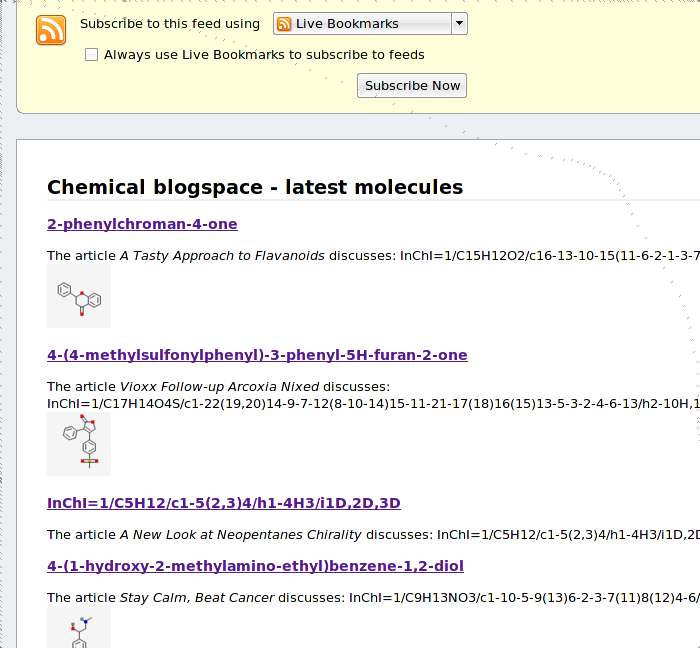 Subscribe to this feed using Live Bookmarks
Always use Live Bookmarks to subscribe to feeds
Subscribe Now
Chemical blogspace - latest molecules
2-phenylchroman-4-one
The article A Tasty Approach to Flavanoids discusses: InChI=1/C15H12O2/c16-13-10-15(11-6-2-1-3-7
4-(4-methylsulfonylphenyl)-3-phenyl-5H-furan-2-one
The article Vioxx Follow-up Arcoxia Nixed discusses:
InChI=1/C17H14O4S/c1-22(19,20)14-9-7-12(8-10-14)15-11-21-17(18)16(15)13-5-3-2-4-6-13/h2-10H,1
InChI=1/C5H12/c1-5(2,3)4/h1-4H3/i1D,2D,3D
The article A New Look at Neopentanes Chirality discusses: InChI=1/C5H12/c1-5(2,3)4/h1-4H3/i1D,2D
4-(1-hydroxy-2-methylamino-ethyl)benzene-1,2-diol
The article Stay Calm, Beat Cancer discusses: InChI=1/C9H13NO3/c1-10-5-9(13)6-2-3-7(11)8(12)4-6/